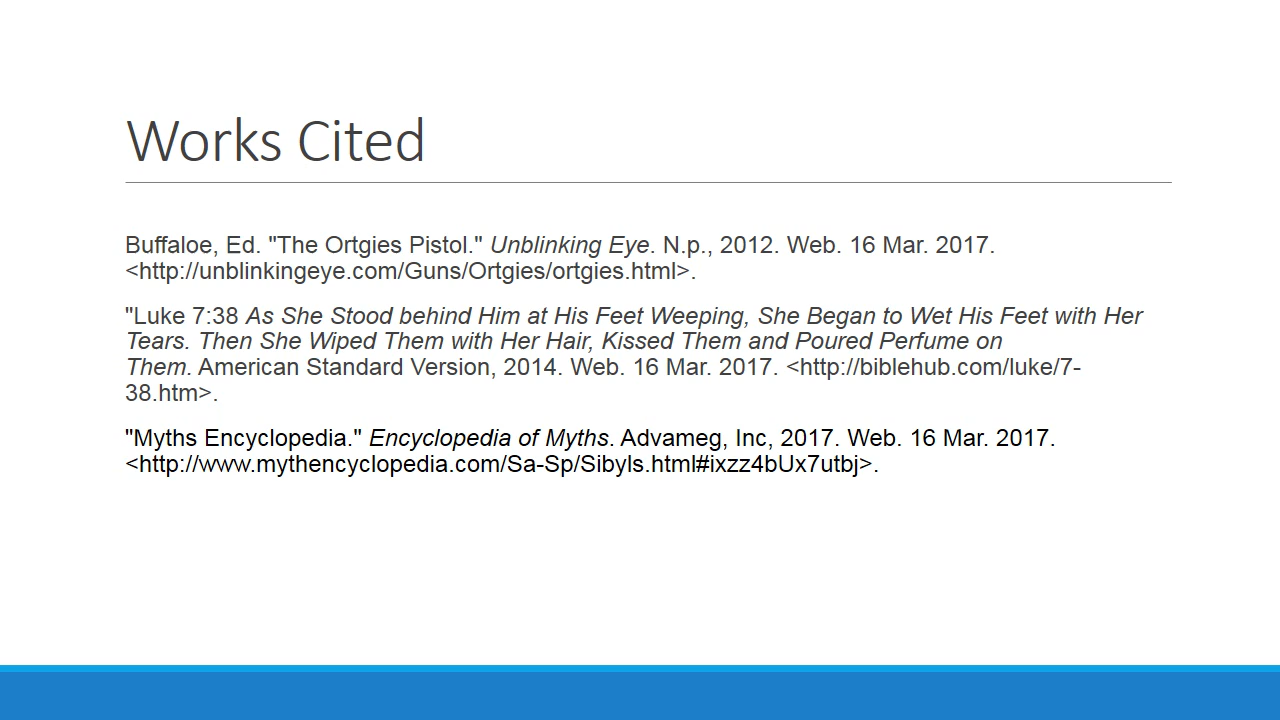 Works Cited
Buffaloe, Ed. "The Ortgies Pistol." Unblinking Eye. N.p., 2012. Web. 16 Mar. 2017.
<http://unblinkingeye.com/Guns/Ortgies/ortgies.html>.
"Luke 7:38 As She Stood behind Him at His Feet Weeping, She Began to Wet His Feet with Her
Tears. Then She Wiped Them with Her Hair, Kissed Them and Poured Perfume on
Them. American Standard Version, 2014. Web. 16 Mar. 2017. <http://biblehub.com/luke/7-
38.htm>.
"Myths Encyclopedia." Encyclopedia of Myths. Advameg, Inc, 2017. Web. 16 Mar. 2017.
<http://www.mythencyclopedia.com/Sa-Sp/Sibyls.html#ixzz4bUx7utbj>.